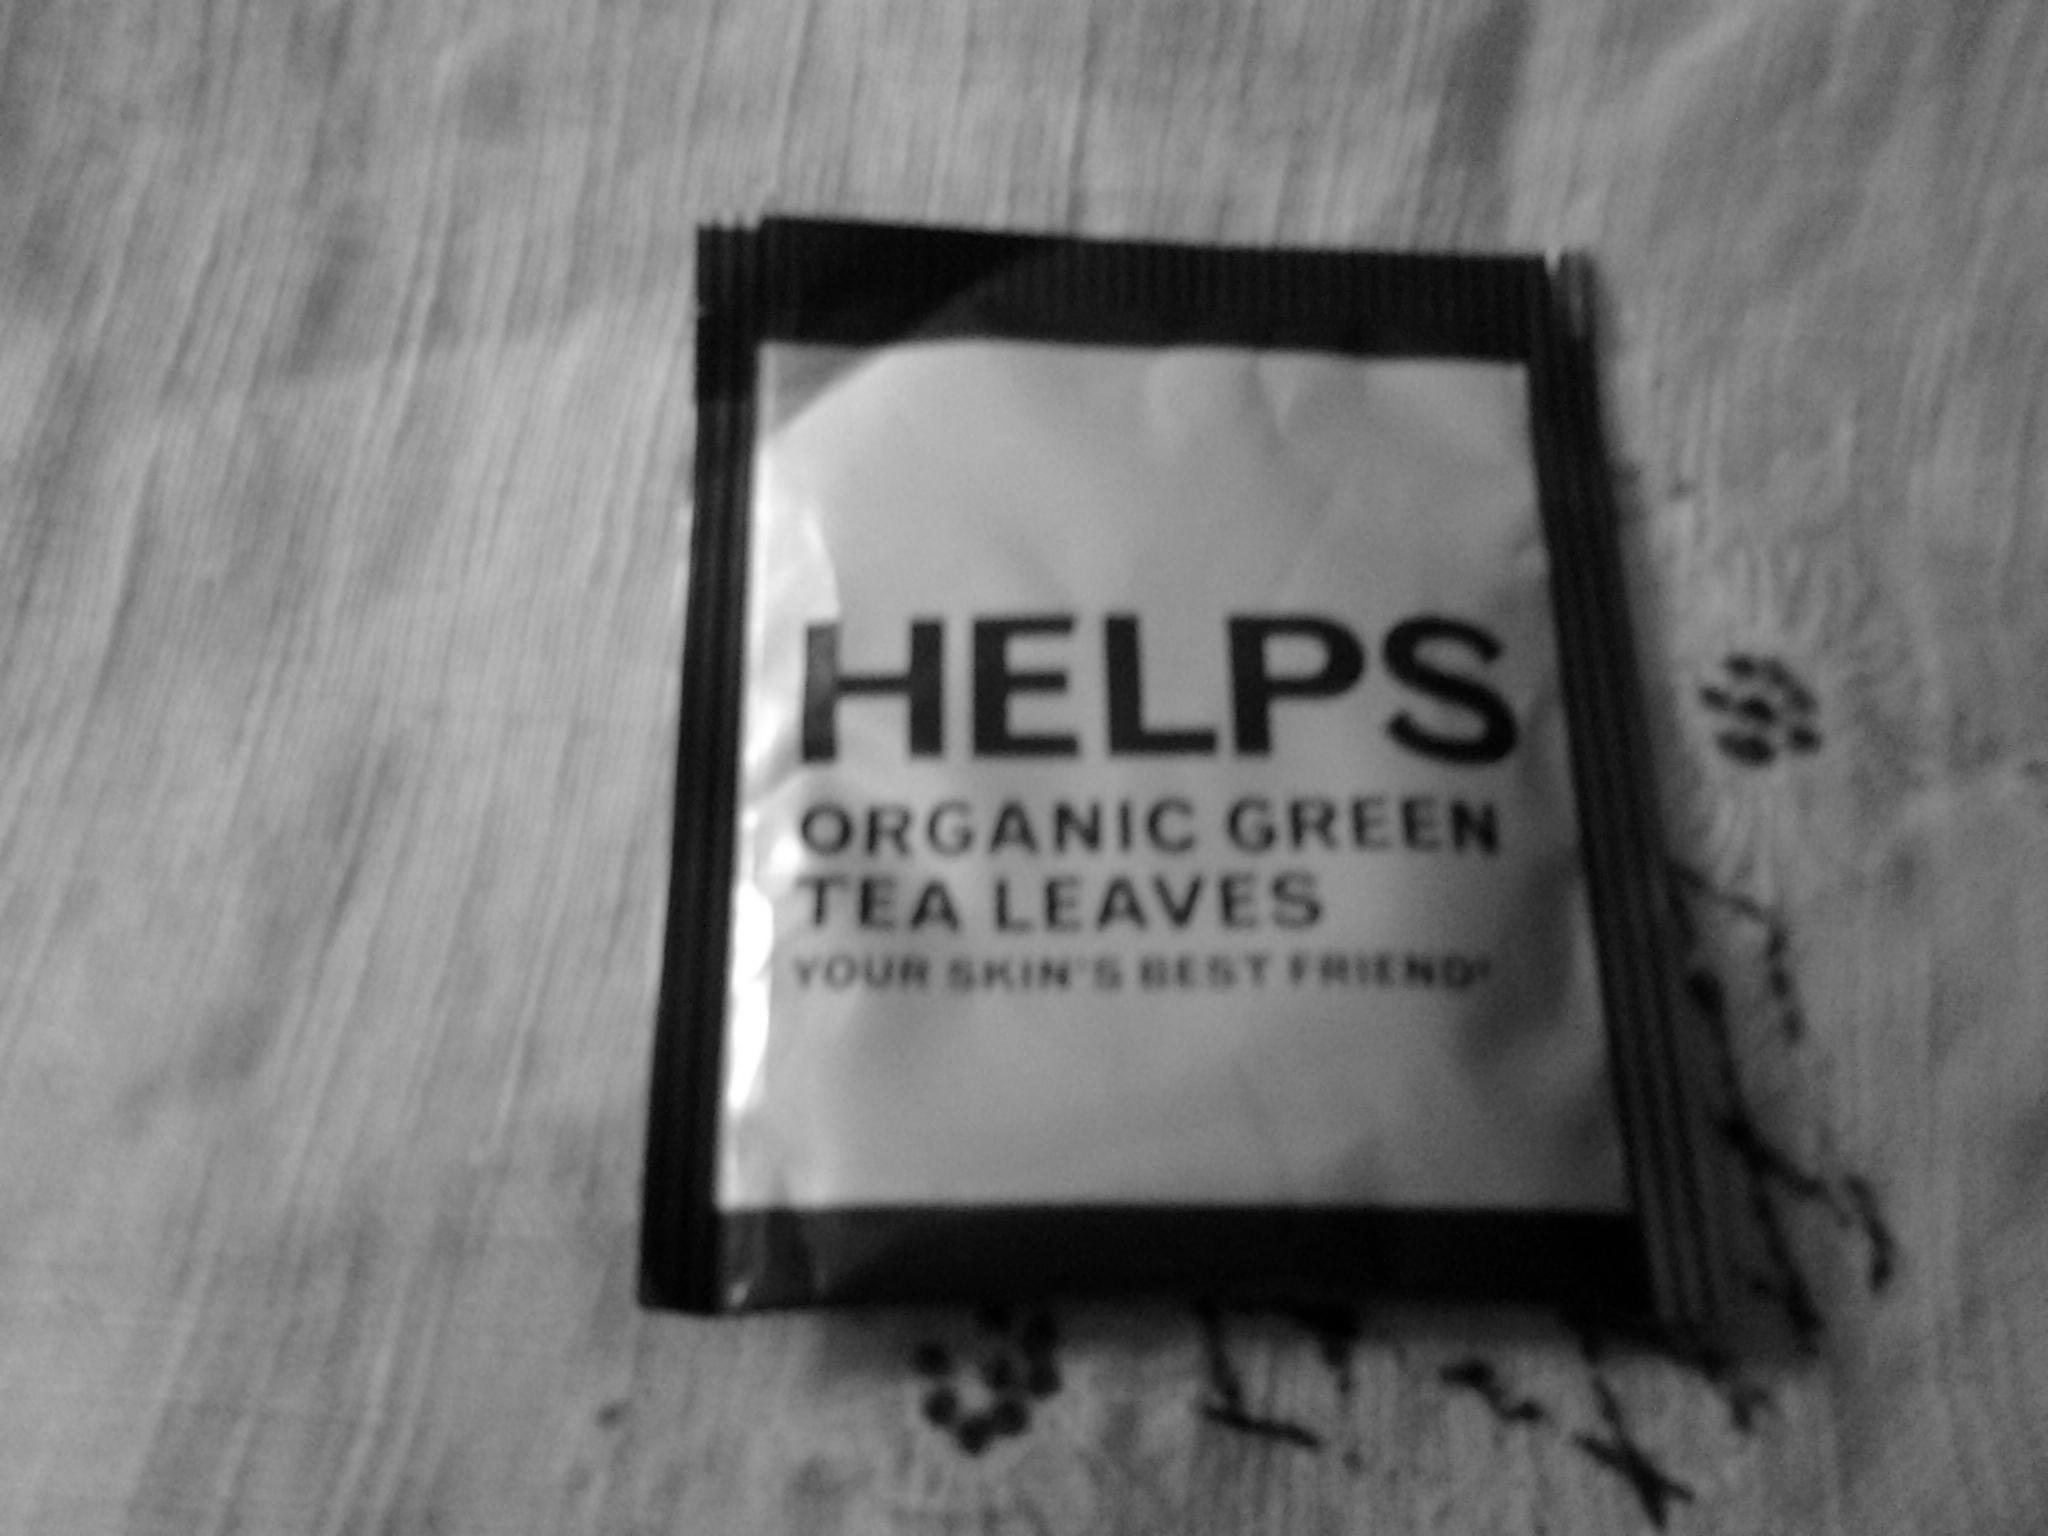 HELPS
ORGANIC GREEN
TEA LEAVES
YOUR SKIN'S BEST FRIEND!